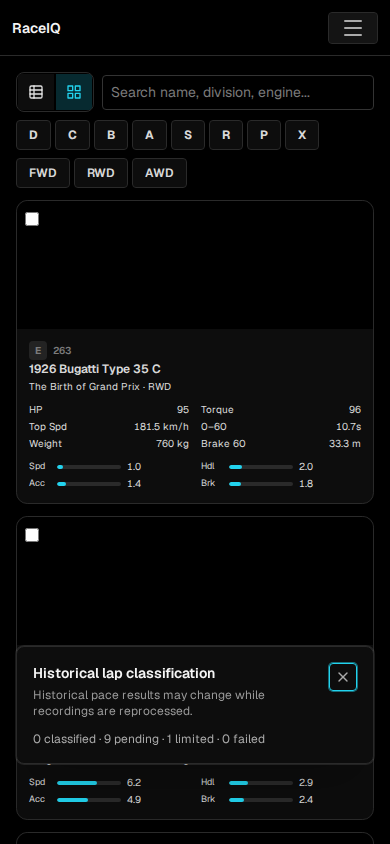 RaceIQ
Search name, division, engine...
D C B A S R P X
FWD RWD AWD
E 263
1926 Bugatti Type 35 C
The Birth of Grand Prix · RWD
HP 95 Torque 96
Top Spd 181.5 km/h 0–60 10.7s
Weight 760 kg Brake 60 33.3 m
Spd 1.0 Hdl 2.0
Acc 1.4 Brk 1.8
Historical lap classification
Historical pace results may change while
recordings are reprocessed.
0 classified · 9 pending · 1 limited · 0 failed
Spd 6.2 Hdl 2.9
Acc 4.9 Brk 2.4